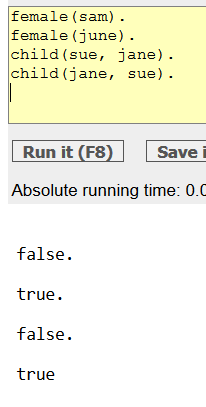 female(sam).
female(june).
child(sue, jane).
child(jane, sue).
Run it (F8)
Save
Absolute running time: 0.0
false.
true.
false.
true